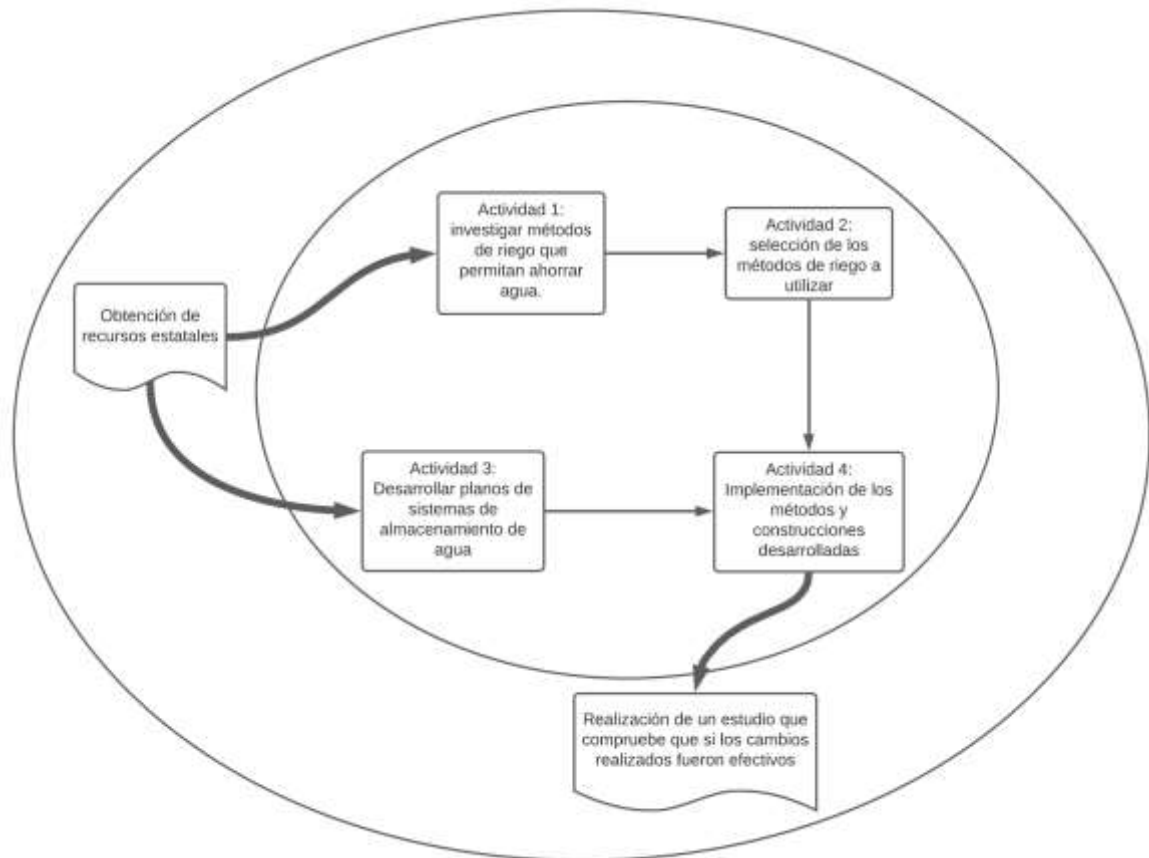 Actividad 1:
investigar métodos
de riego que
permitan ahorrar
agua.
Actividad 2:
selección de los
métodos de riego a
utilizar
Obtención de
recursos estatales
Actividad 3:
Desarrollar planos de
sistemas de
almacenamiento de
agua
Actividad 4:
Implementación de los
métodos y
construcciones
desarrolladas
Realización de un estudio que
compruebe que si los cambios
realizados fueron efectivos